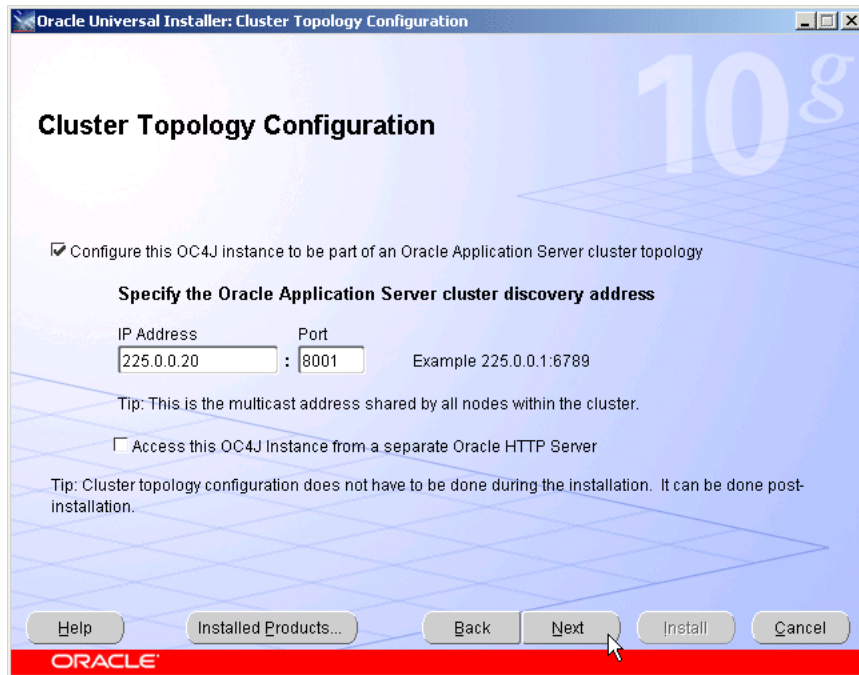 Oracle Universal Installer: Cluster Topology Configuration
10g
Cluster Topology Configuration
Configure this OC4J instance to be part of an Oracle Application Server cluster topology
Specify the Oracle Application Server cluster discovery address
IP Address Port
225.0.0.20 : 8001 Example 225.0.0.1:6789
Tip: This is the multicast address shared by all nodes within the cluster.
Access this OC4J Instance from a separate Oracle HTTP Server
Tip: Cluster topology configuration does not have to be done during the installation. It can be done post-
installation.
Help Installed Products... Back Next Install Cancel
ORACLE